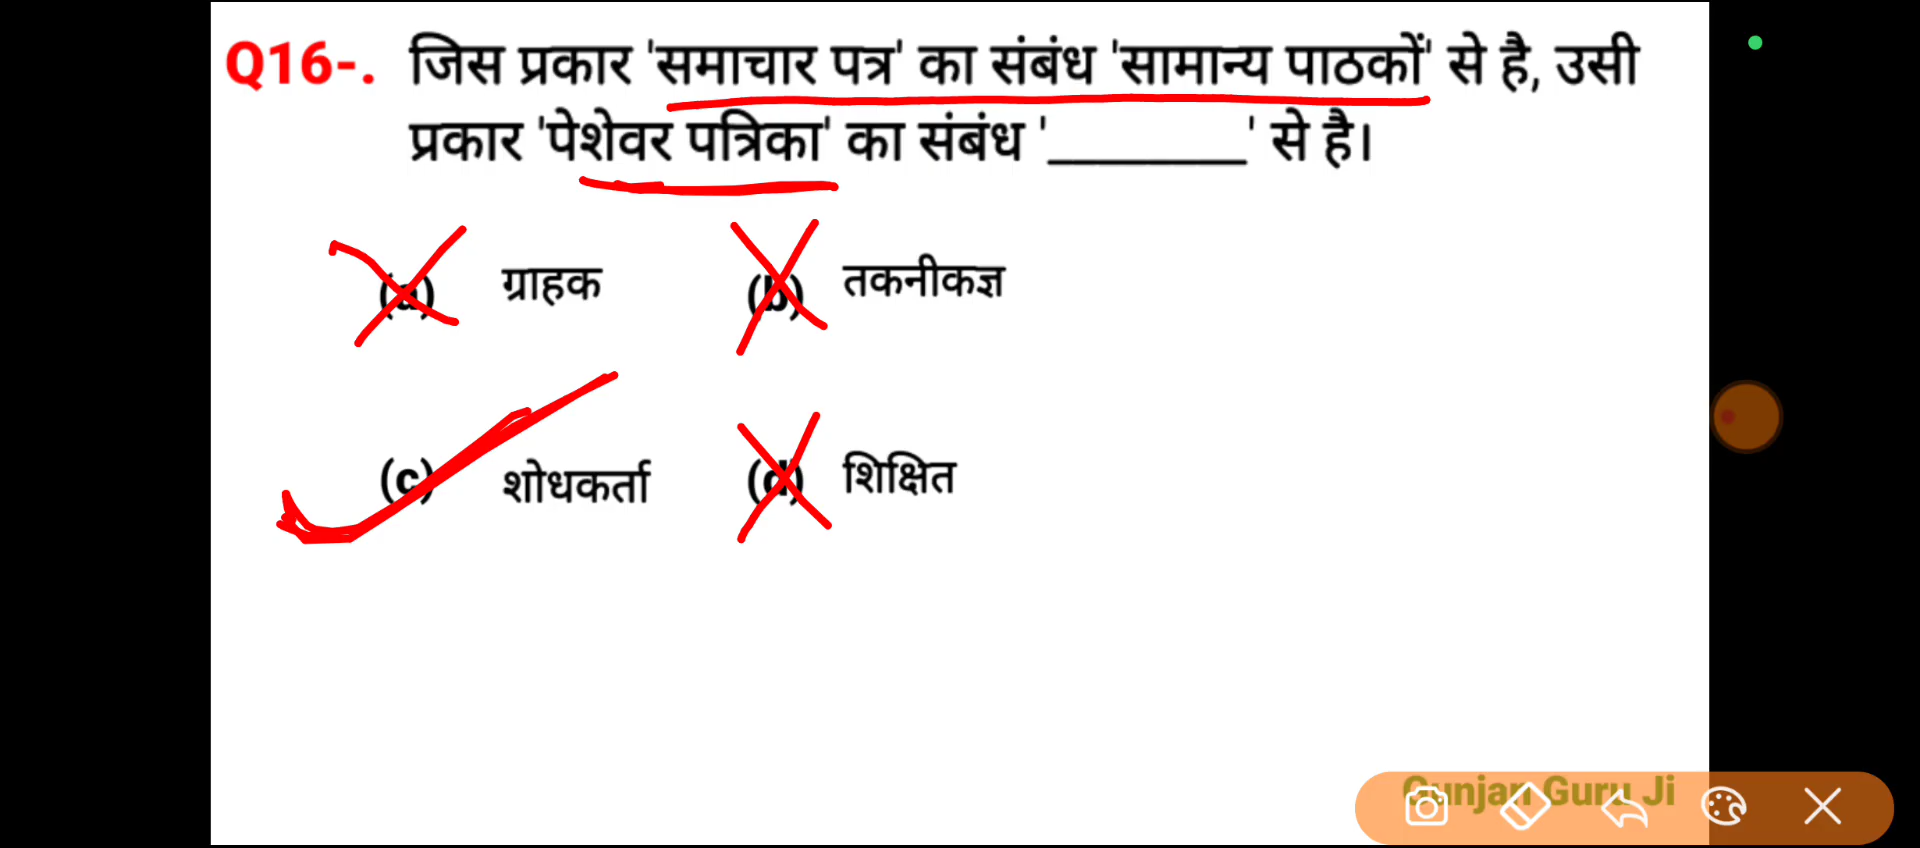 Q16-. जिस प्रकार 'समाचार पत्र' का संबंध 'सामान्य पाठकों' से है, उसी
प्रकार 'पेशेवर पत्रिका' का संबंध '________' से है।
(a) ग्राहक (b) तकनीकज्ञ
(c) शोधकर्ता (d) शिक्षित
Gunjan Guru Ji